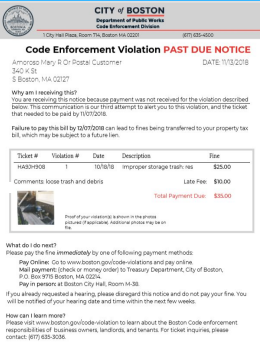 CITY of BOSTON
Department of Public Works
Code Enforcement Division
1 City Hall Plaza, Room 714, Boston MA 02201 (617) 635-4500
Code Enforcement Violation PAST DUE NOTICE
Amoroso Mary R Or Postal Customer DATE: 11/13/2018
340 K St
S Boston, MA 02127
Why am I receiving this?
You are receiving this notice because payment was not received for the violation described
below. This communication is our third attempt to alert you to this violation, and the ticket
that needed to be paid by 11/07/2018.
Failure to pay this bill by 12/07/2018 can lead to fines being transferred to your property tax
bill, which may be subject to a future lien.
Ticket # Violation # Date Description Fine
HA93H908 1 10/18/18 Improper storage trash: res $25.00
Comments: loose trash and debris Late Fee: $10.00
Total Payment Due: $35.00
Proof of your violation(s) is shown in the photos
pictured (if applicable). Additional photos may be on
file.
What do I do next?
Please pay the fine immediately by one of following payment methods:
Pay Online: Go to www.boston.gov/code-violations and pay online.
Mail payment: (check or money order) to Treasury Department, City of Boston,
P.O. Box 9715 Boston, MA 02114.
Pay in person: at Boston City Hall, Room M-38.
If you already requested a hearing, please disregard this notice and do not pay your fine. You
will be notified of your hearing date and time within the next few weeks.
How can I learn more?
Please visit www.boston.gov/code-violation to learn about the Boston Code enforcement
responsibilities of business owners, landlords, and tenants. For ticket inquiries, please
contact: (617) 635-3036.